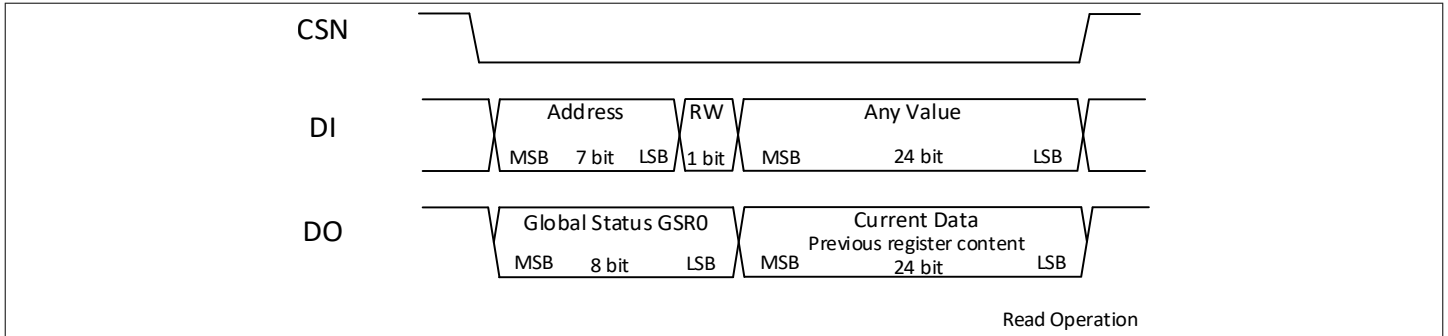 CSN
DI
Address RW Any Value
MSB 7 bit LSB 1 bit MSB 24 bit LSB
DO
Global Status GSR0 Current Data
Previous register content
MSB 8 bit LSB MSB 24 bit LSB
Read Operation